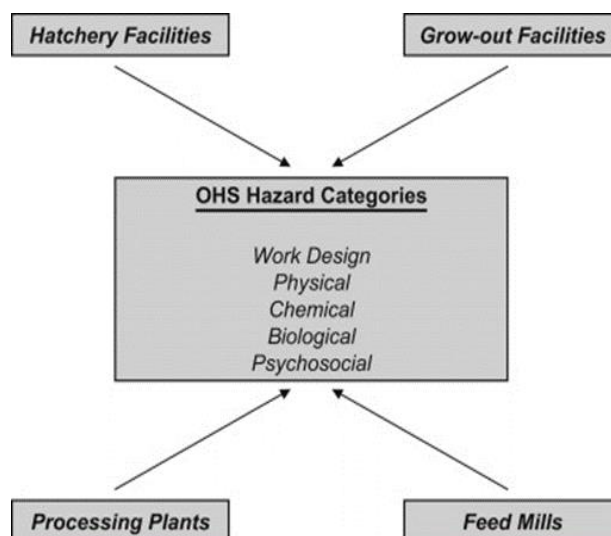 Hatchery Facilities
Grow-out Facilities
OHS Hazard Categories
Work Design
Physical
Chemical
Biological
Psychosocial
Processing Plants
Feed Mills